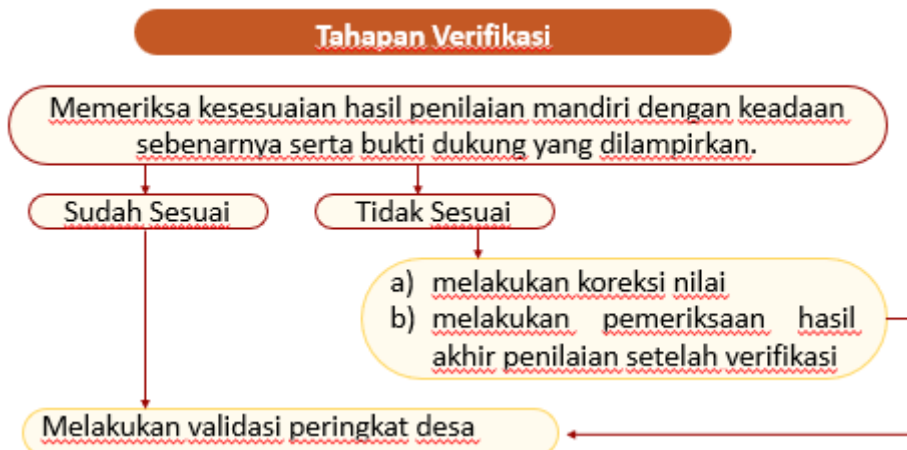 Tahapan Verifikasi
Memeriksa kesesuaian hasil penilaian mandiri dengan keadaan
sebenarnya serta bukti dukung yang dilampirkan.
Sudah Sesuai
Tidak Sesuai
a) melakukan koreksi nilai
b) melakukan pemeriksaan hasil
akhir penilaian setelah verifikasi
Melakukan validasi peringkat desa